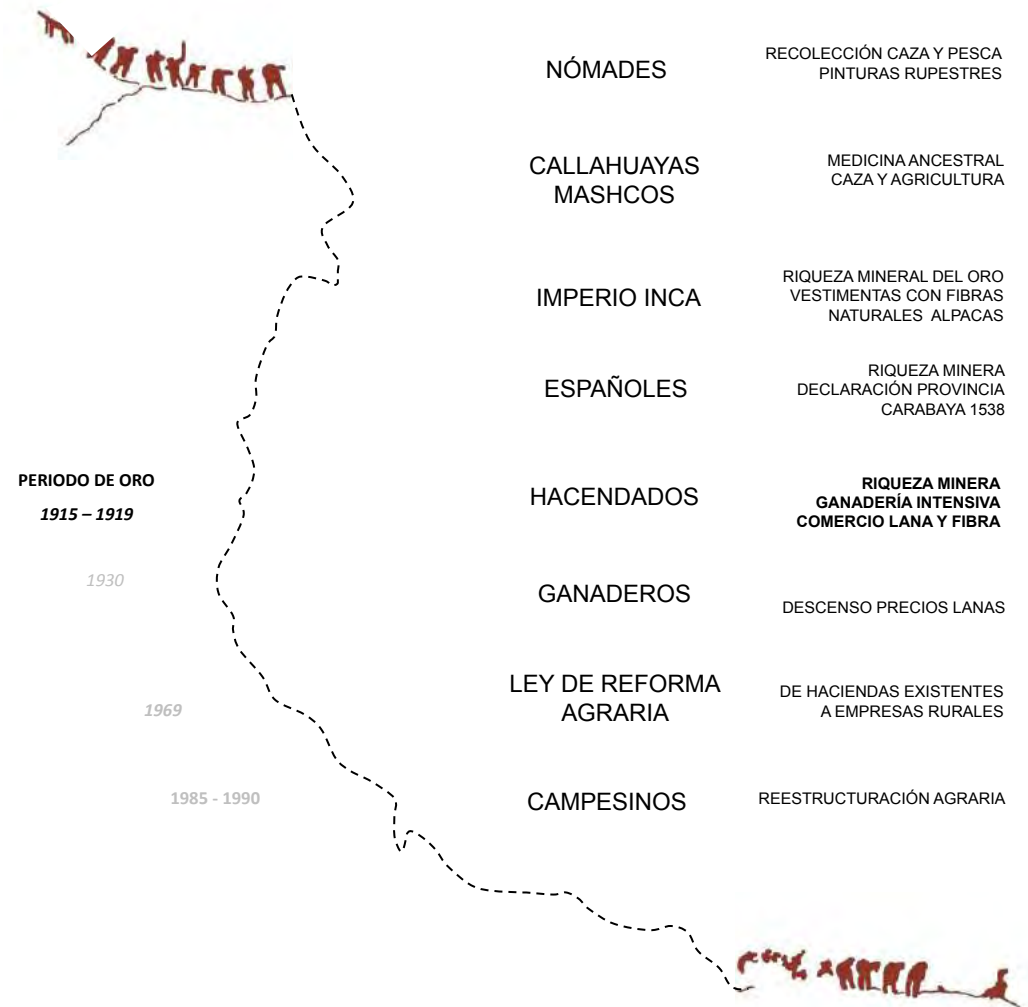 NÓMADES
RECOLECCIÓN CAZA Y PESCA
PINTURAS RUPESTRES
CALLAHUAYAS
MASHCOS
MEDICINA ANCESTRAL
CAZA Y AGRICULTURA
IMPERIO INCA
RIQUEZA MINERAL DEL ORO
VESTIMENTAS CON FIBRAS
NATURALES ALPACAS
ESPAÑOLES
RIQUEZA MINERA
DECLARACIÓN PROVINCIA
CARABAYA 1538
PERIODO DE ORO
1915 – 1919
HACENDADOS
RIQUEZA MINERA
GANADERÍA INTENSIVA
COMERCIO LANA Y FIBRA
1930
GANADEROS
DESCENSO PRECIOS LANAS
1969
LEY DE REFORMA
AGRARIA
DE HACIENDAS EXISTENTES
A EMPRESAS RURALES
1985 - 1990
CAMPESINOS
REESTRUCTURACIÓN AGRARIA